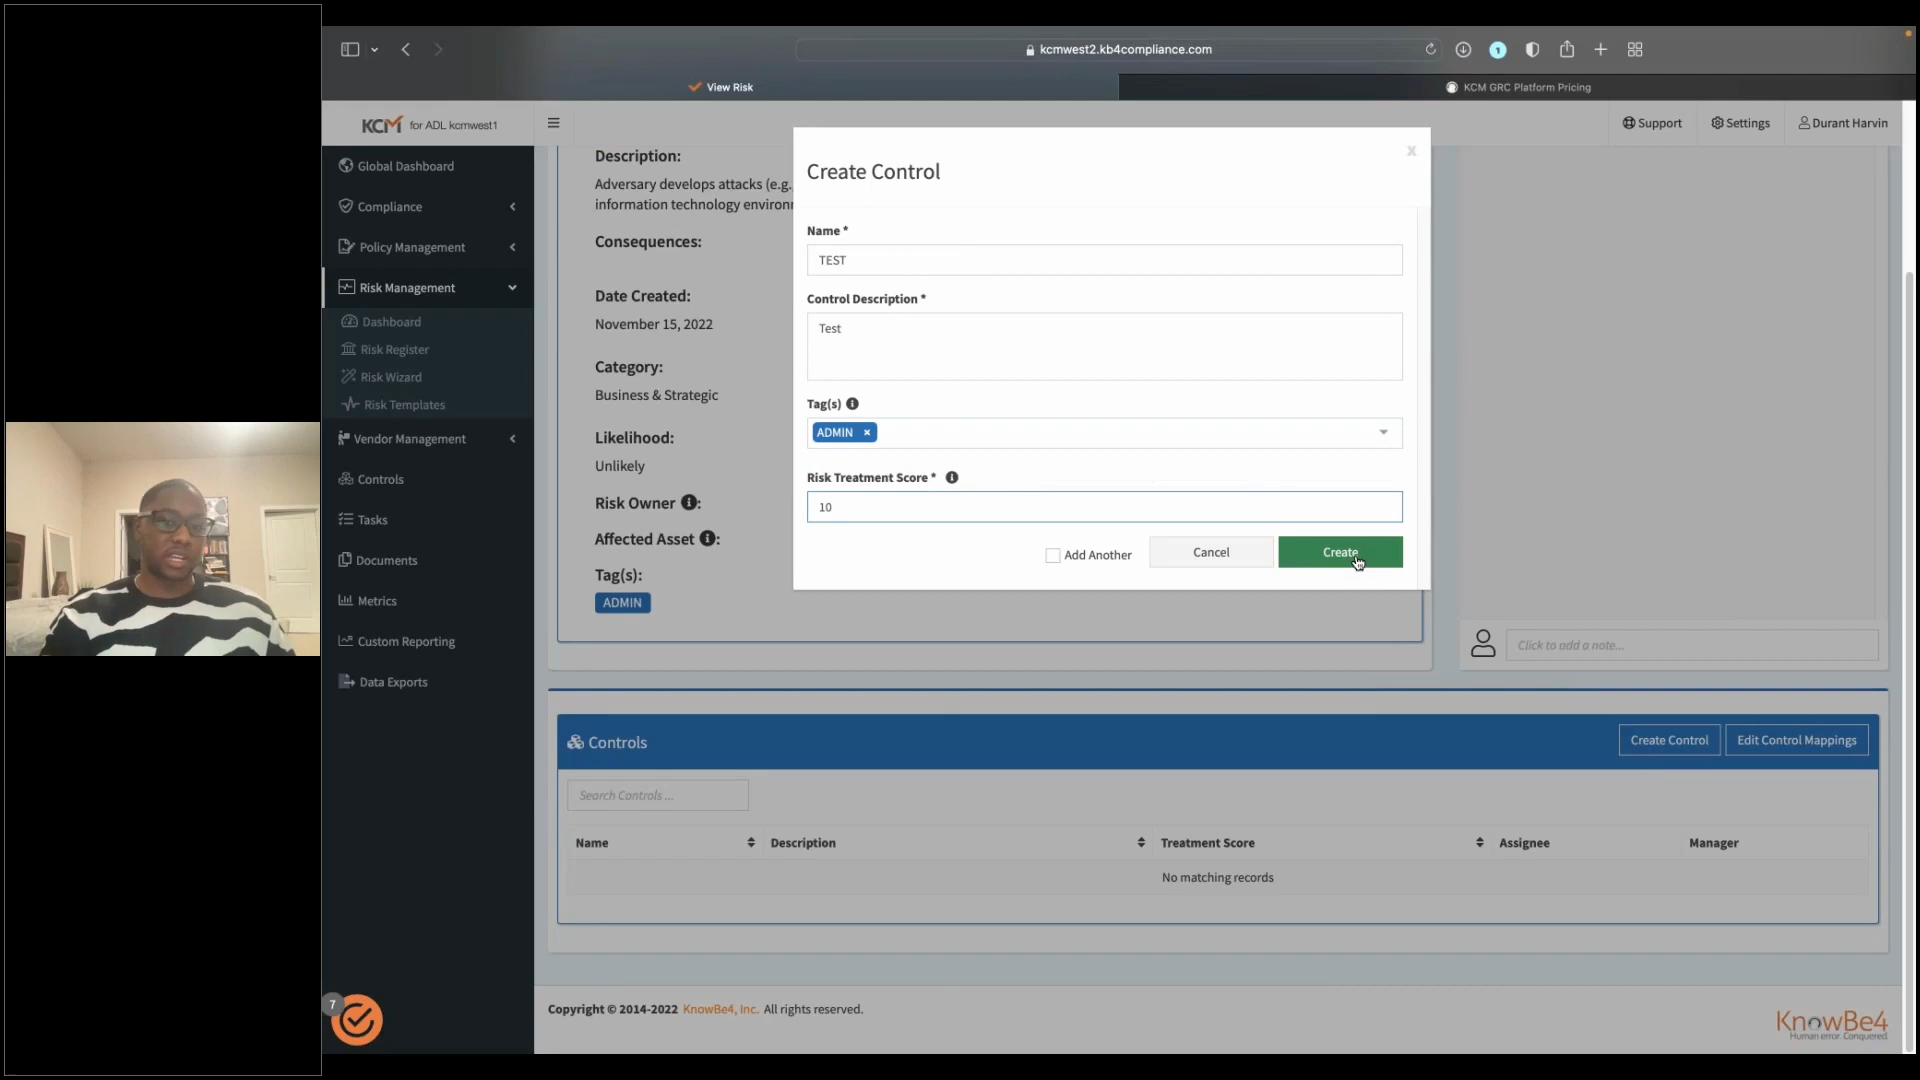 kcmwest2.kb4compliance.com
1
View Risk
KCM GRC Platform Pricing
KCM for ADL kcmwest1
Support
Settings
Durant Harvin
Global Dashboard
Compliance
Policy Management
Risk Management
Dashboard
Risk Register
Risk Wizard
Risk Templates
Vendor Management
Controls
Tasks
Documents
Metrics
Custom Reporting
Data Exports
7
Description:
Adversary develops attacks (e.g.,
information technology environm
Consequences:
Date Created:
November 15, 2022
Category:
Business & Strategic
Likelihood:
Unlikely
Risk Owner :
Affected Asset :
Tag(s):
ADMIN
Create Control
x
Name *
TEST
Control Description *
Test
Tag(s)
ADMIN ×
Risk Treatment Score *
10
Add Another
Cancel
Create
Click to add a note...
Controls
Create Control
Edit Control Mappings
Search Controls ...
Name
Description
Treatment Score
Assignee
Manager
No matching records
Copyright © 2014-2022 KnowBe4, Inc. All rights reserved.
KnowBe4
Human error. Conquered.